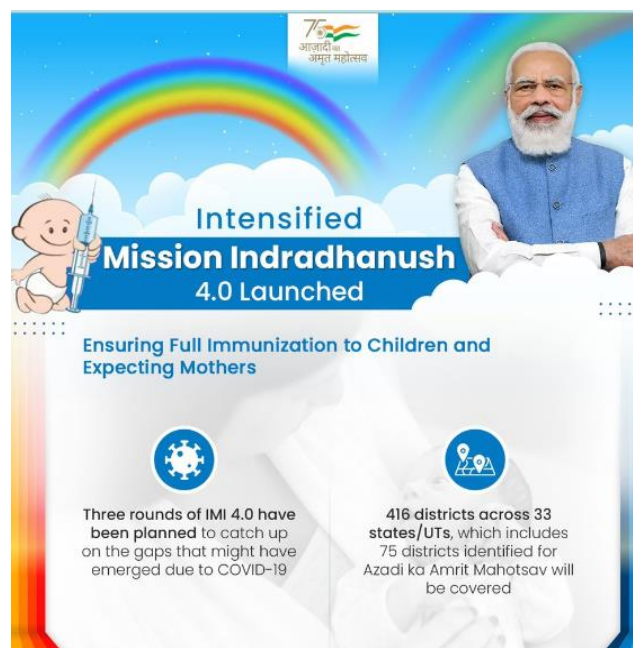 75
आज़ादी का
अमृत महोत्सव
Intensified
Mission Indradhanush
4.0 Launched
Ensuring Full Immunization to Children and
Expecting Mothers
Three rounds of IMI 4.0 have
been planned to catch up
on the gaps that might have
emerged due to COVID-19
416 districts across 33
states/UTs, which includes
75 districts identified for
Azadi ka Amrit Mahotsav will
be covered